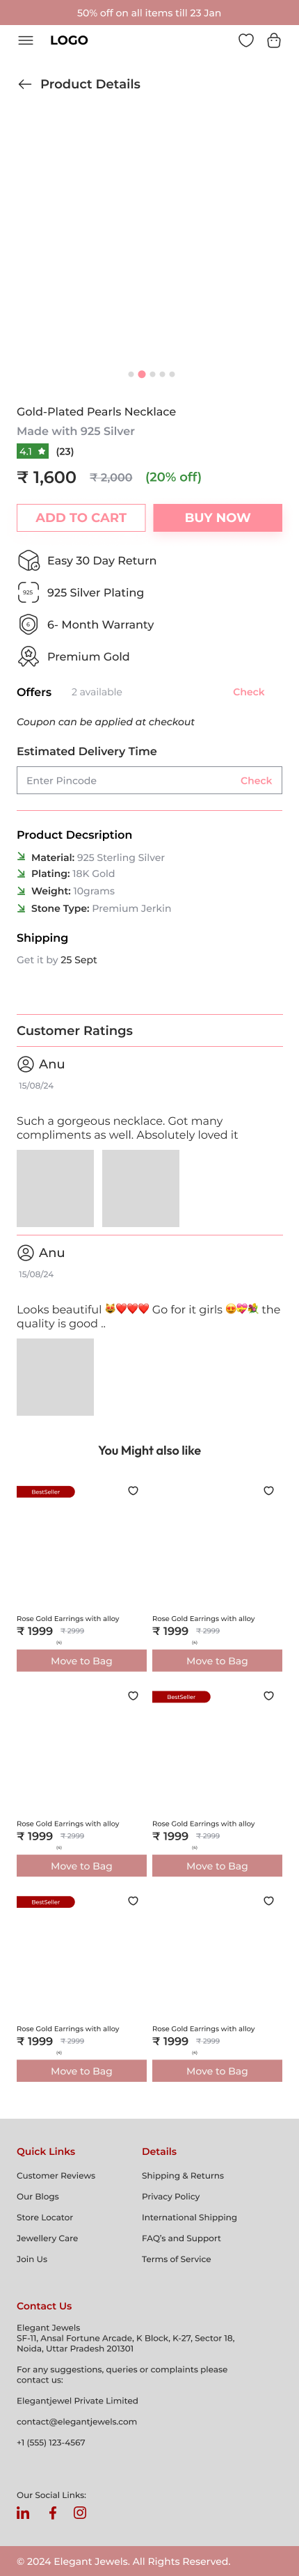 50% off on all items till 23 Jan
LOGO
Product Details
Gold-Plated Pearls Necklace
Made with 925 Silver
4.1 ★ (23)
₹ 1,600 ₹ 2,000 (20% off)
ADD TO CART BUY NOW
Easy 30 Day Return
925 925 Silver Plating
6 6- Month Warranty
Premium Gold
Offers 2 available Check
Coupon can be applied at checkout
Estimated Delivery Time
Enter Pincode Check
Product Decsription
Material: 925 Sterling Silver
Plating: 18K Gold
Weight: 10grams
Stone Type: Premium Jerkin
Shipping
Get it by 25 Sept
Customer Ratings
Anu
15/08/24
Such a gorgeous necklace. Got many
compliments as well. Absolutely loved it
Anu
15/08/24
Looks beautiful 😻❤️❤️❤️ Go for it girls 😍💝💐 the
quality is good ..
You Might also like
BestSeller
Rose Gold Earrings with alloy Rose Gold Earrings with alloy
₹ 1999 ₹ 2999 ₹ 1999 ₹ 2999
Move to Bag Move to Bag
BestSeller
Rose Gold Earrings with alloy Rose Gold Earrings with alloy
₹ 1999 ₹ 2999 ₹ 1999 ₹ 2999
Move to Bag Move to Bag
BestSeller
Rose Gold Earrings with alloy Rose Gold Earrings with alloy
₹ 1999 ₹ 2999 ₹ 1999 ₹ 2999
Move to Bag Move to Bag
Quick Links
Customer Reviews
Our Blogs
Store Locator
Jewellery Care
Join Us
Details
Shipping & Returns
Privacy Policy
International Shipping
FAQ's and Support
Terms of Service
Contact Us
Elegant Jewels
SF-11, Ansal Fortune Arcade, K Block, K-27, Sector 18,
Noida, Uttar Pradesh 201301
For any suggestions, queries or complaints please
contact us:
Elegantjewel Private Limited
contact@elegantjewels.com
+1 (555) 123-4567
Our Social Links:
© 2024 Elegant Jewels. All Rights Reserved.